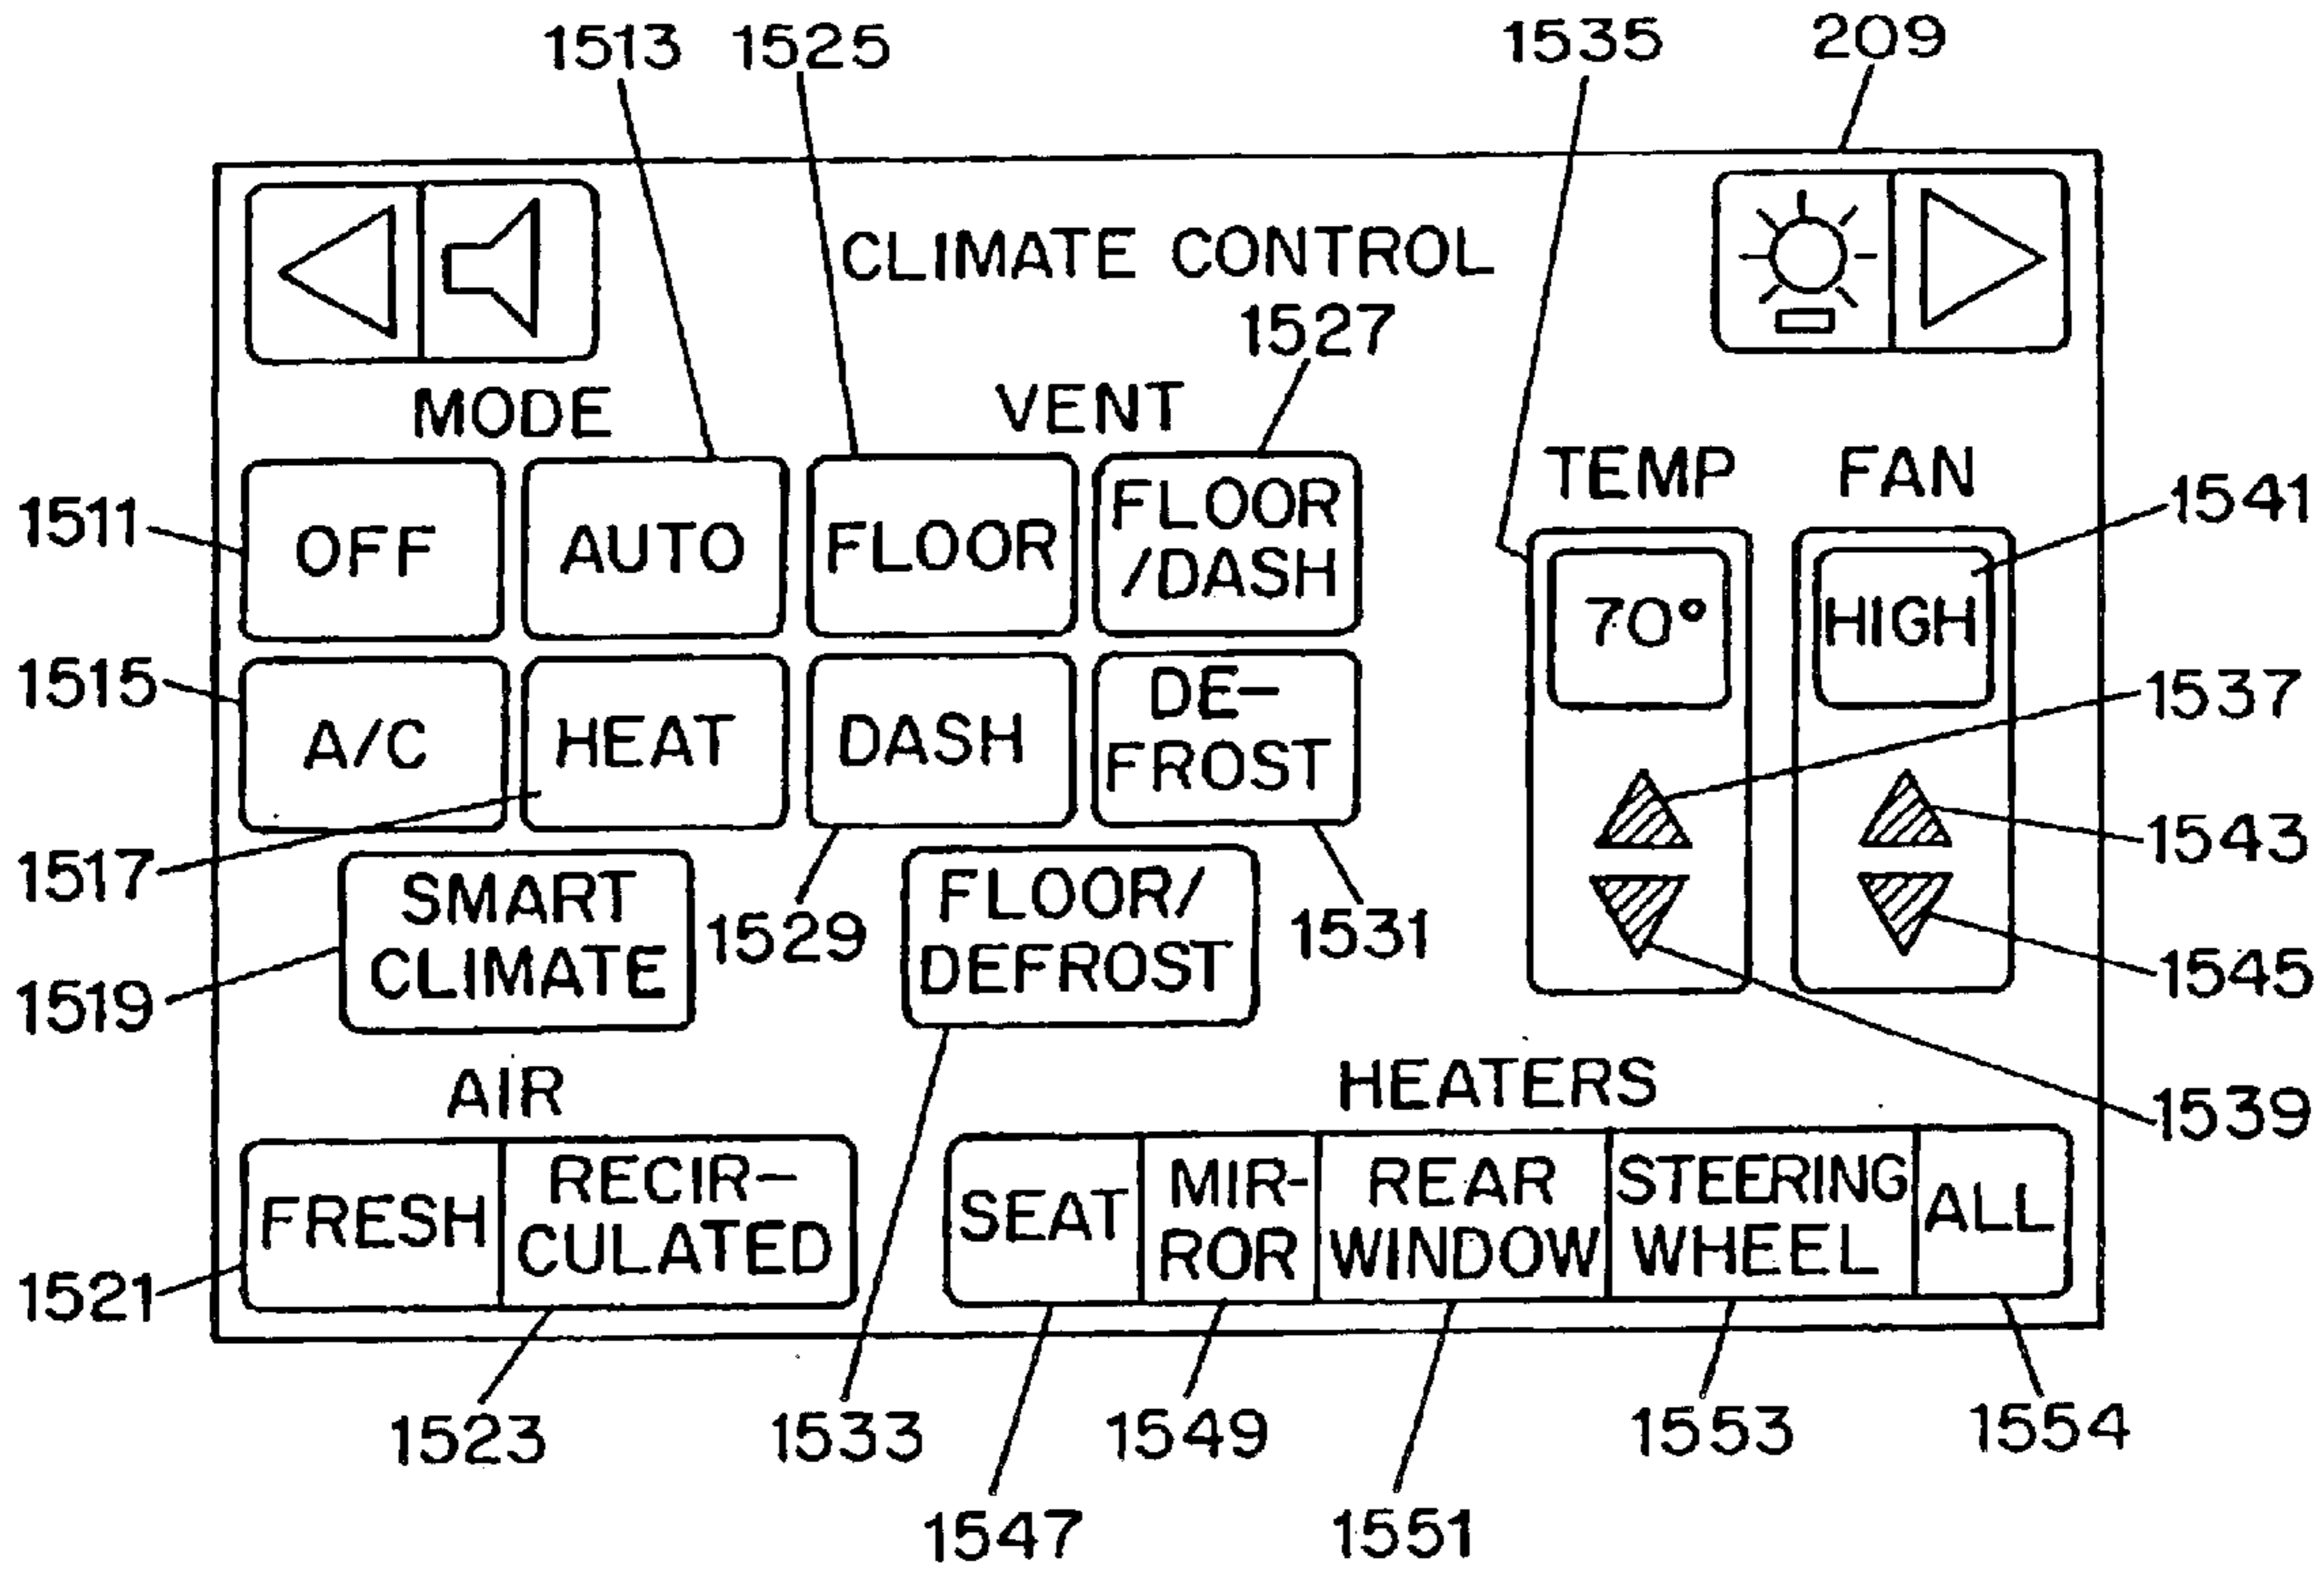 1513 1525 1535 209
CLIMATE CONTROL
1527
MODE VENT
TEMP FAN
1541
1511
OFF AUTO FLOOR FLOOR
/DASH
70° HIGH
1515
1537
A/C HEAT DASH DE-
FROST
1543
1517
SMART
CLIMATE
1529
FLOOR/
DEFROST
1531
1545
1519
AIR HEATERS
1539
FRESH RECIR-
CULATED
SEAT MIR-
ROR
REAR
WINDOW
STEERING
WHEEL
ALL
1521
1523 1533 1549 1553 1554
1547 1551